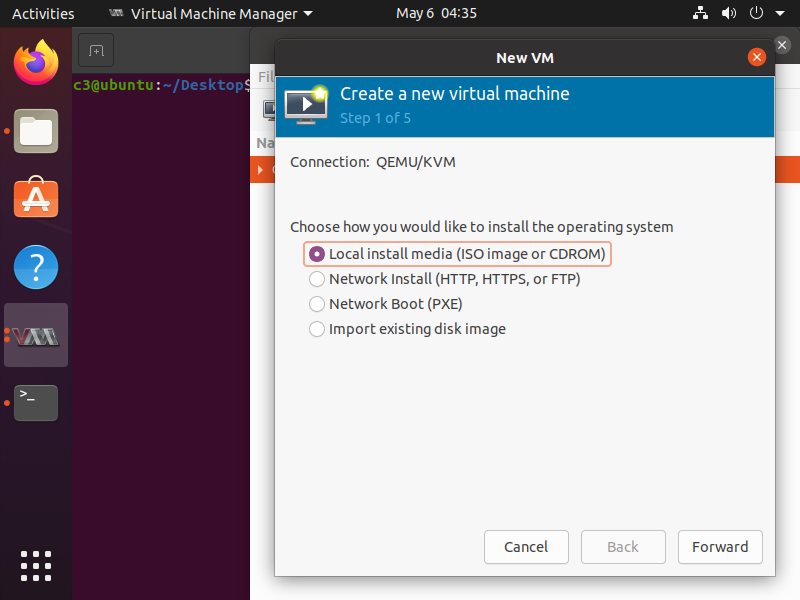 Activities Virtual Machine Manager May 6 04:35
New VM
c3@ubuntu:~/Desktop$
Fil
Create a new virtual machine
Step 1 of 5
Na
Connection: QEMU/KVM
Choose how you would like to install the operating system
Local install media (ISO image or CDROM)
Network Install (HTTP, HTTPS, or FTP)
Network Boot (PXE)
Import existing disk image
>_
Cancel Back Forward